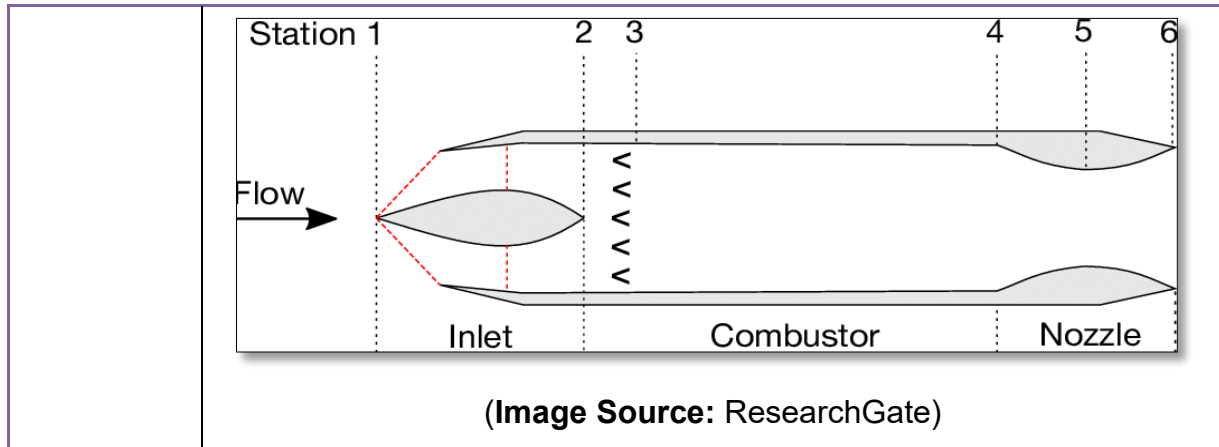 Station 1 2 3 4 5 6
Flow
<
<
<
<
<
Inlet Combustor Nozzle
(Image Source: ResearchGate)